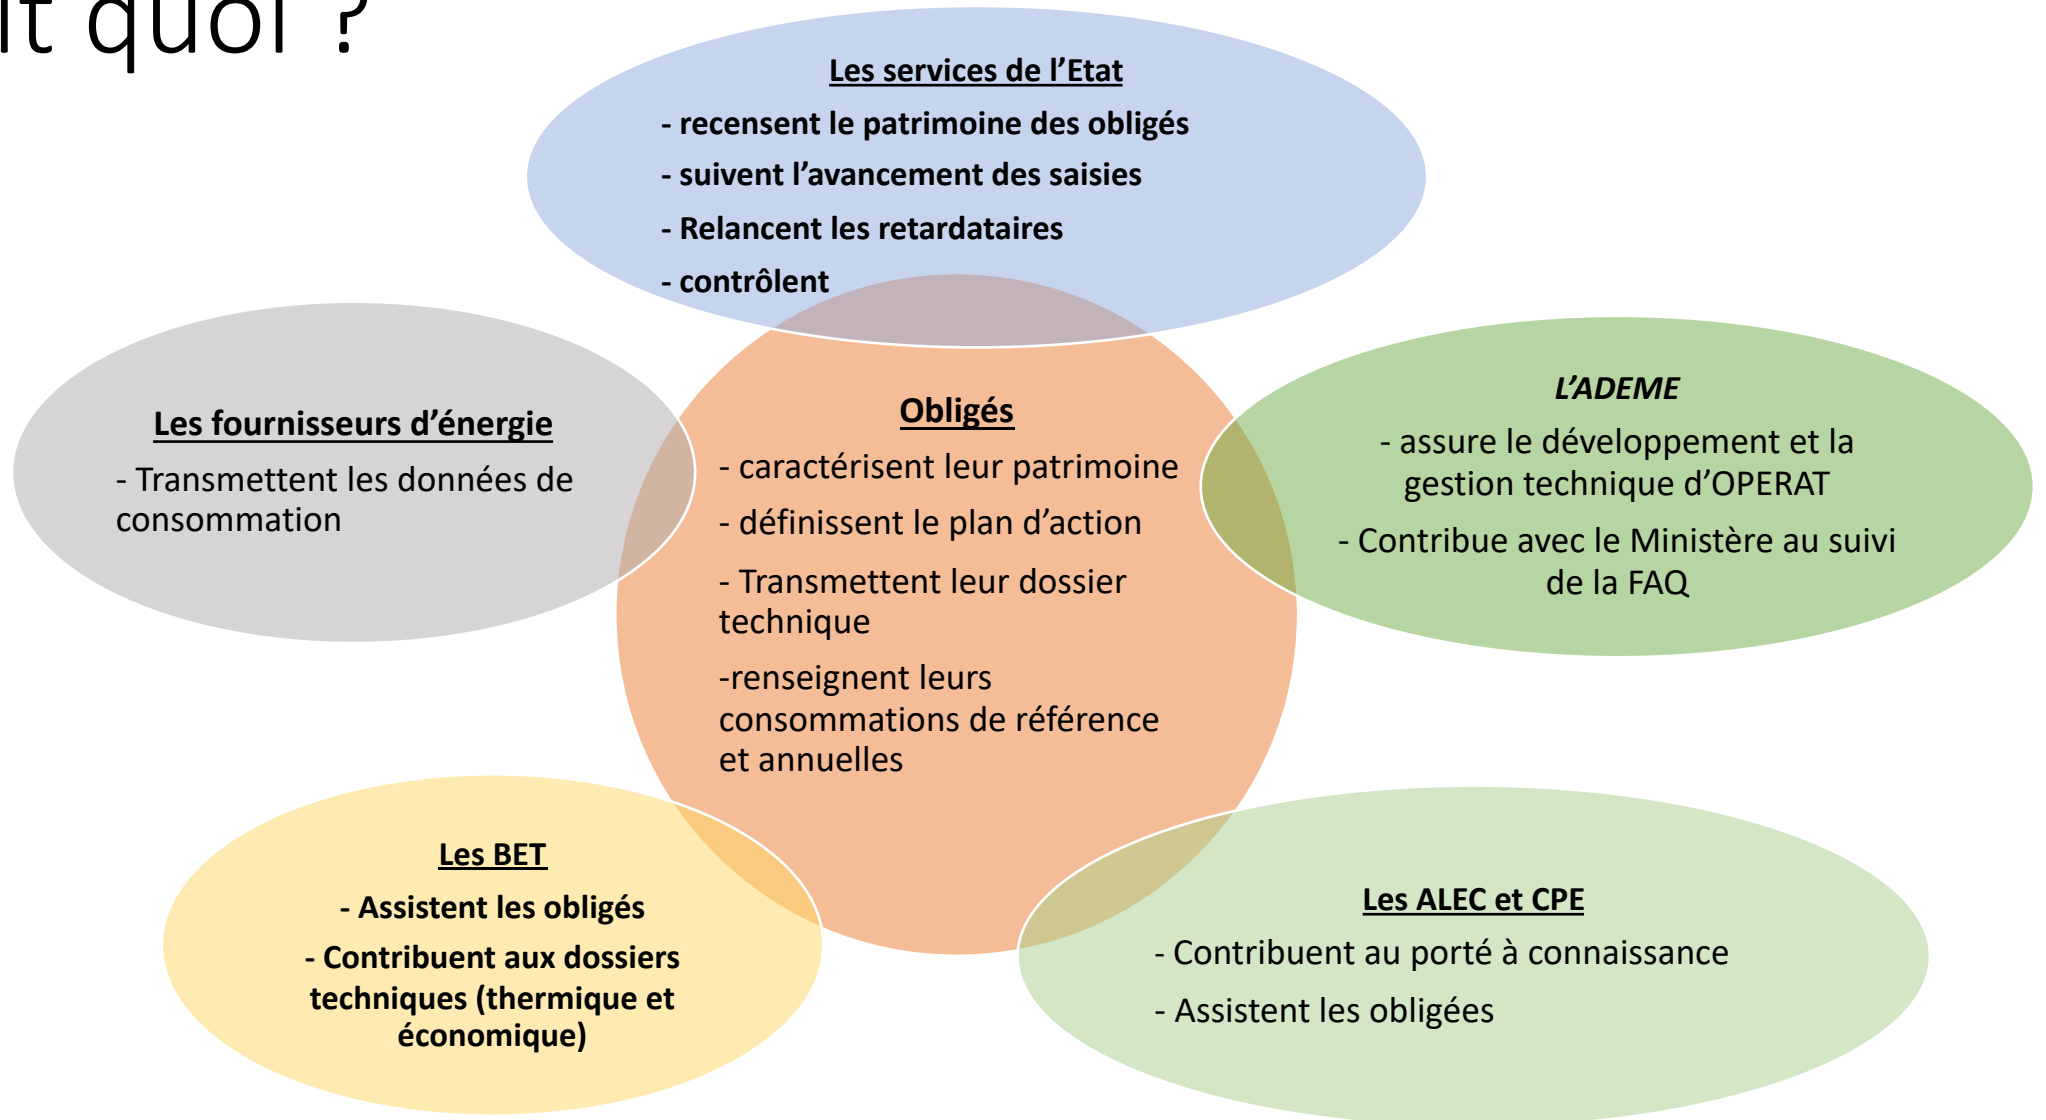 it quoi ?
Les services de l’Etat
- recensent le patrimoine des obligés
- suivent l’avancement des saisies
- Relancent les retardataires
- contrôlent
Les fournisseurs d’énergie
- Transmettent les données de
consommation
Obligés
- caractérisent leur patrimoine
- définissent le plan d’action
- Transmettent leur dossier
technique
-renseignent leurs
consommations de référence
et annuelles
L’ADEME
- assure le développement et la
gestion technique d’OPERAT
- Contribue avec le Ministère au suivi
de la FAQ
Les BET
- Assistent les obligés
- Contribuent aux dossiers
techniques (thermique et
économique)
Les ALEC et CPE
- Contribuent au porté à connaissance
- Assistent les obligées